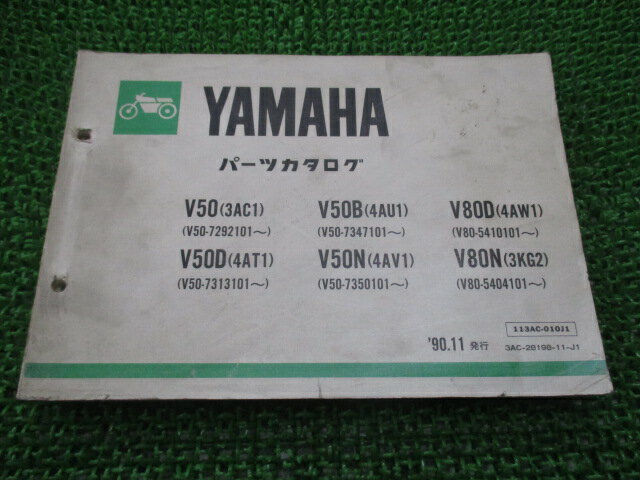 YAMAHA
パーツカタログ
V50(3AC1) V50B(4AU1) V80D(4AW1)
(V50-7292101～) (V50-7347101～) (V80-5410101～)
V50D(4AT1) V50N(4AV1) V80N(3KG2)
(V50-7313101～) (V50-7350101～) (V80-5404101～)
113AC-010J1
'90.11 発行 3AC-28198-11-J1